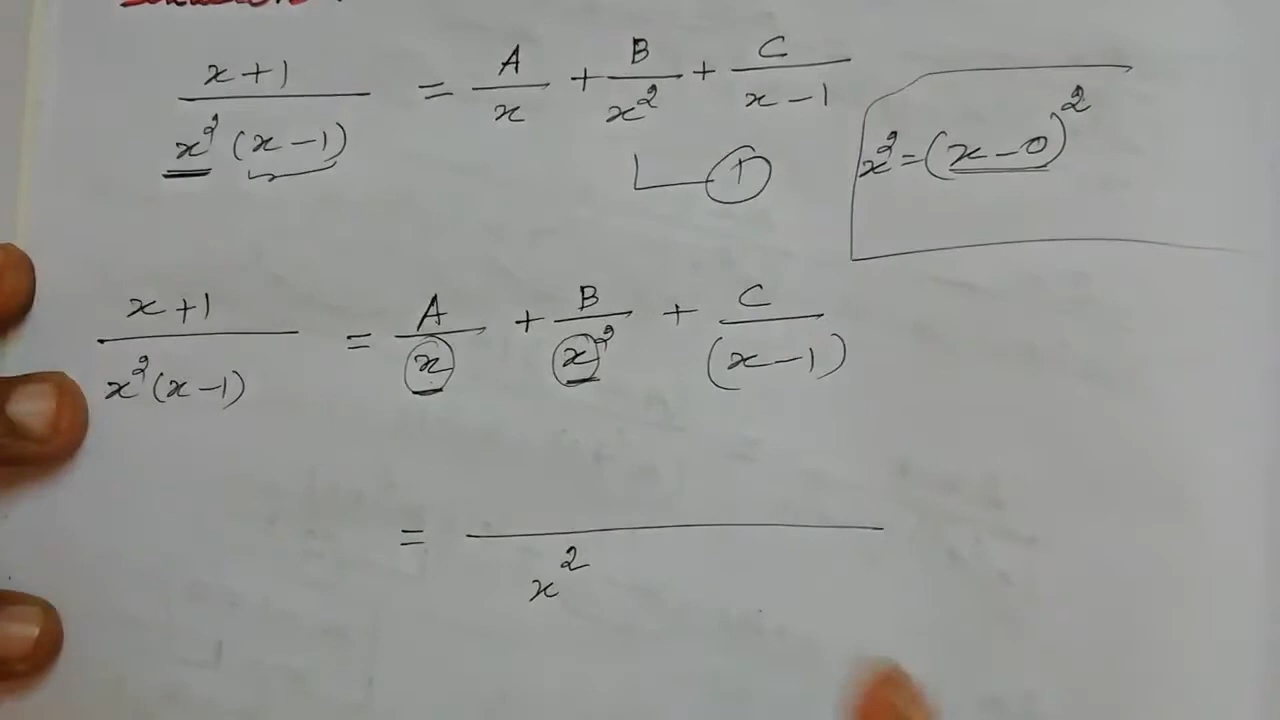 x+1 / x²(x−1) = A/x + B/x² + C/x−1
x² = (x−0)²
1
x+1 / x²(x−1) = A/x + B/x² + C/(x−1)
= / x²